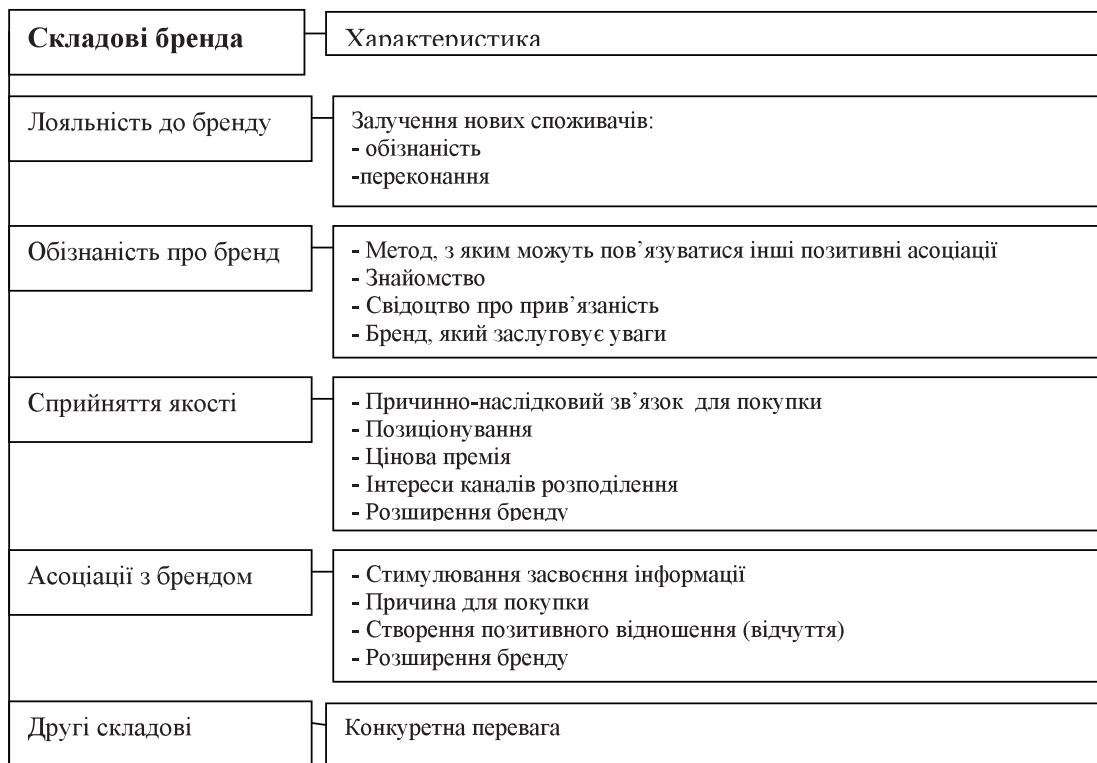 Складові бренда
Характеристика
Лояльність до бренду
Залучення нових споживачів:
- обізнаність
-переконання
Обізнаність про бренд
- Метод, з яким можуть пов’язуватися інші позитивні асоціації
- Знайомство
- Свідоцтво про прив’язаність
- Бренд, який заслуговує уваги
Сприйняття якості
- Причинно-наслідковий зв’язок для покупки
- Позиціонування
- Цінова премія
- Інтереси каналів розподілення
- Розширення бренду
Асоціації з брендом
- Стимулювання засвоєння інформації
- Причина для покупки
- Створення позитивного відношення (відчуття)
- Розширення бренду
Другі складові
Конкуретна перевага